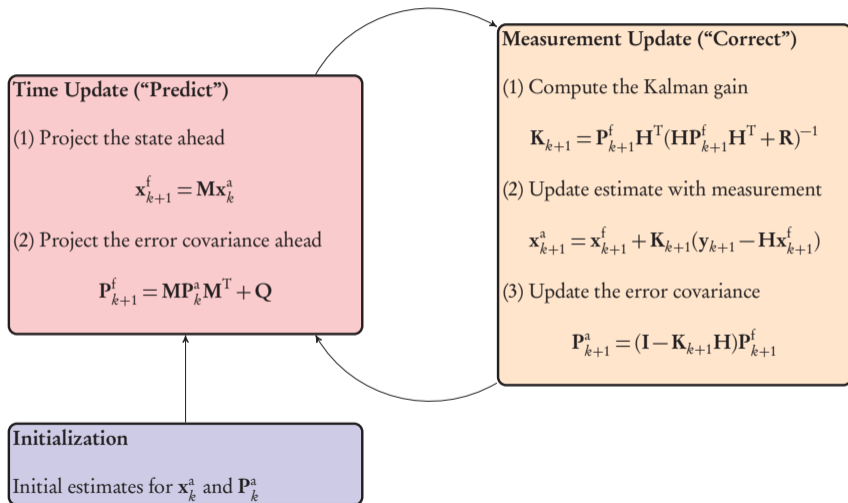 Time Update (“Predict”)
(1) Project the state ahead
x^f_{k+1} = Mx^a_k
(2) Project the error covariance ahead
P^f_{k+1} = MP^a_k M^T + Q
Initialization
Initial estimates for x^a_k and P^a_k
Measurement Update (“Correct”)
(1) Compute the Kalman gain
K_{k+1} = P^f_{k+1} H^T (HP^f_{k+1} H^T + R)^{−1}
(2) Update estimate with measurement
x^a_{k+1} = x^f_{k+1} + K_{k+1}(y_{k+1} − Hx^f_{k+1})
(3) Update the error covariance
P^a_{k+1} = (I − K_{k+1}H)P^f_{k+1}